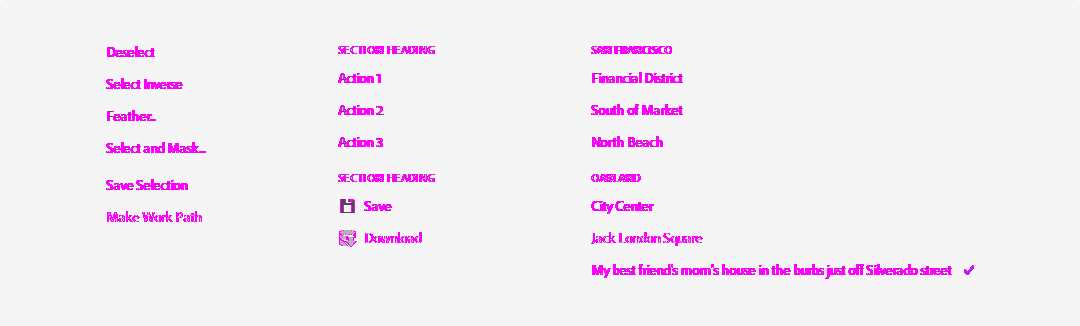 Deselect
Select Inverse
Feather...
Select and Mask...
Save Selection
Make Work Path
SECTION HEADING
Action 1
Action 2
Action 3
SECTION HEADING
Save
Download
SAN FRANCISCO
Financial District
South of Market
North Beach
OAKLAND
City Center
Jack London Square
My best friend's mom's house in the burbs just off Silverado street